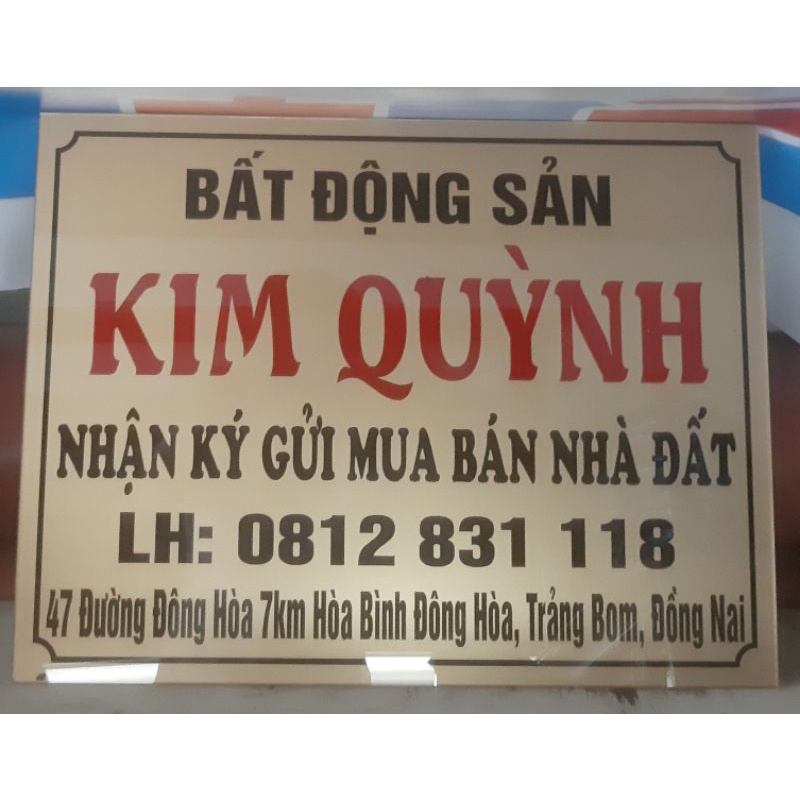 BẤT ĐỘNG SẢN
KIM QUỲNH
NHẬN KÝ GỬI MUA BÁN NHÀ ĐẤT
LH: 0812 831 118
47 Đường Đông Hòa 7km Hòa Bình Đông Hòa, Trảng Bom, Đồng Nai